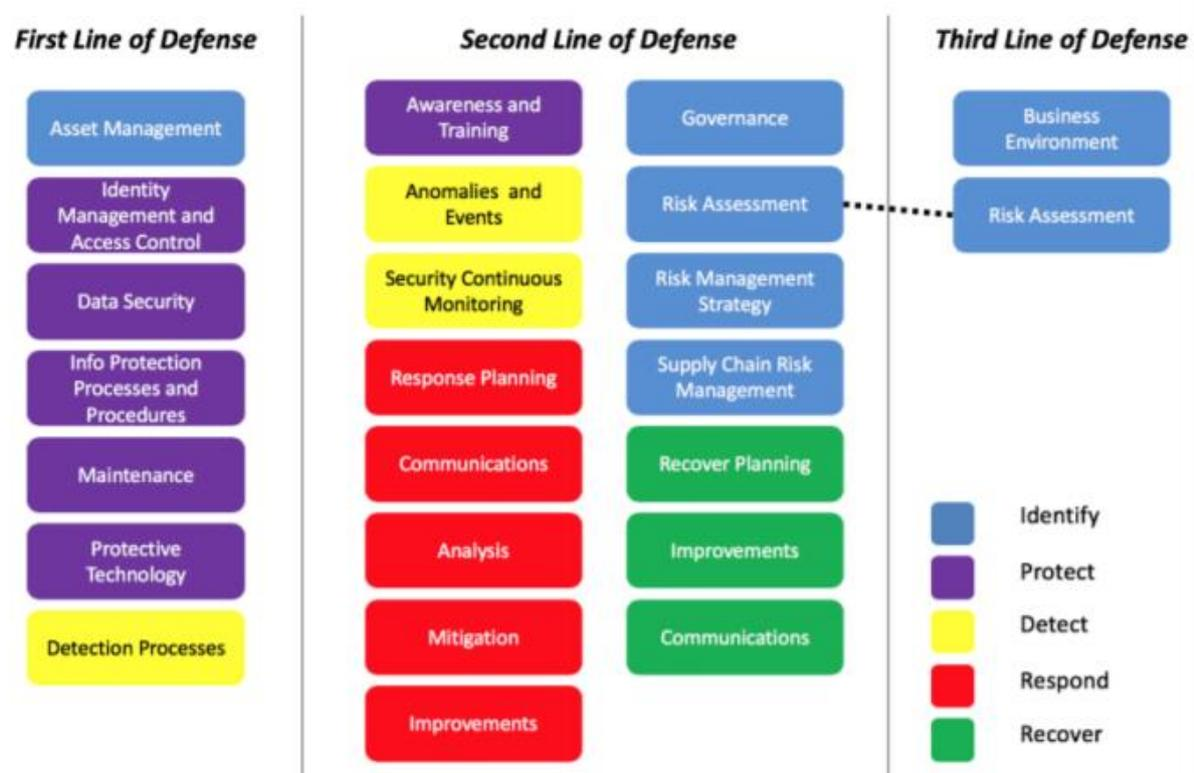 First Line of Defense
Asset Management
Identity
Management and
Access Control
Data Security
Info Protection
Processes and
Procedures
Maintenance
Protective
Technology
Detection Processes
Second Line of Defense
Awareness and
Training
Anomalies and
Events
Security Continuous
Monitoring
Response Planning
Communications
Analysis
Mitigation
Improvements
Governance
Risk Assessment
Risk Management
Strategy
Supply Chain Risk
Management
Recover Planning
Improvements
Communications
Third Line of Defense
Business
Environment
Risk Assessment
Identify
Protect
Detect
Respond
Recover